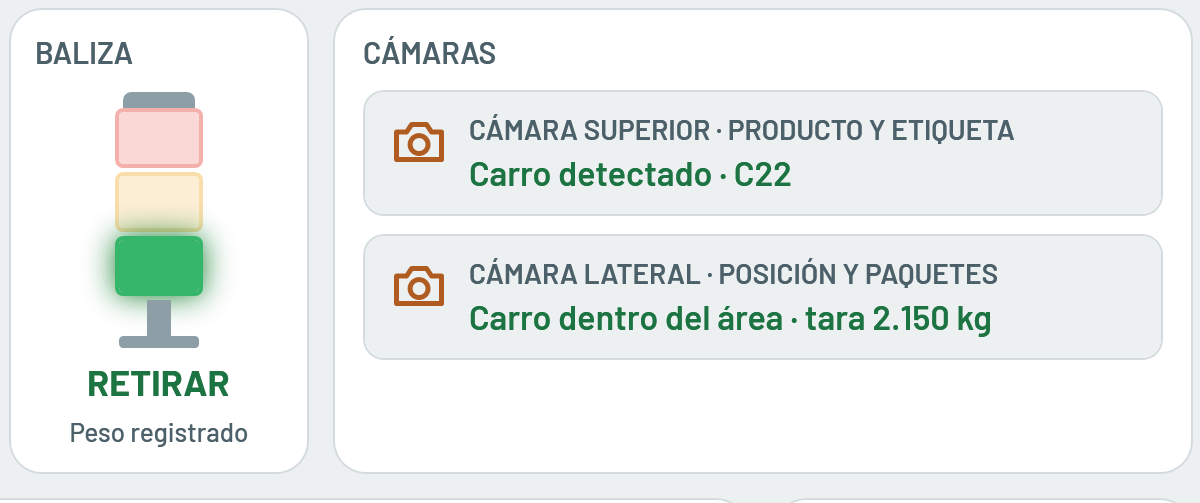 BALIZA
RETIRAR
Peso registrado
CÁMARAS
CÁMARA SUPERIOR · PRODUCTO Y ETIQUETA
Carro detectado · C22
CÁMARA LATERAL · POSICIÓN Y PAQUETES
Carro dentro del área · tara 2.150 kg